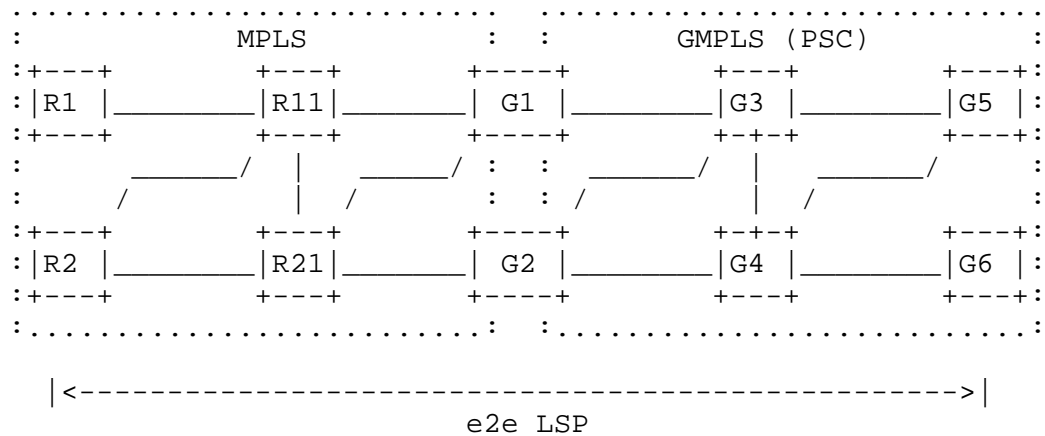 MPLS GMPLS (PSC)
R1 R11 G1 G3 G5
R2 R21 G2 G4 G6
e2e LSP